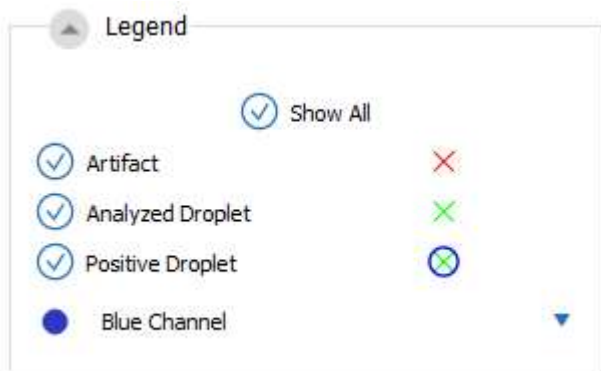 Legend
Show All
Artifact
Analyzed Droplet
Positive Droplet
Blue Channel